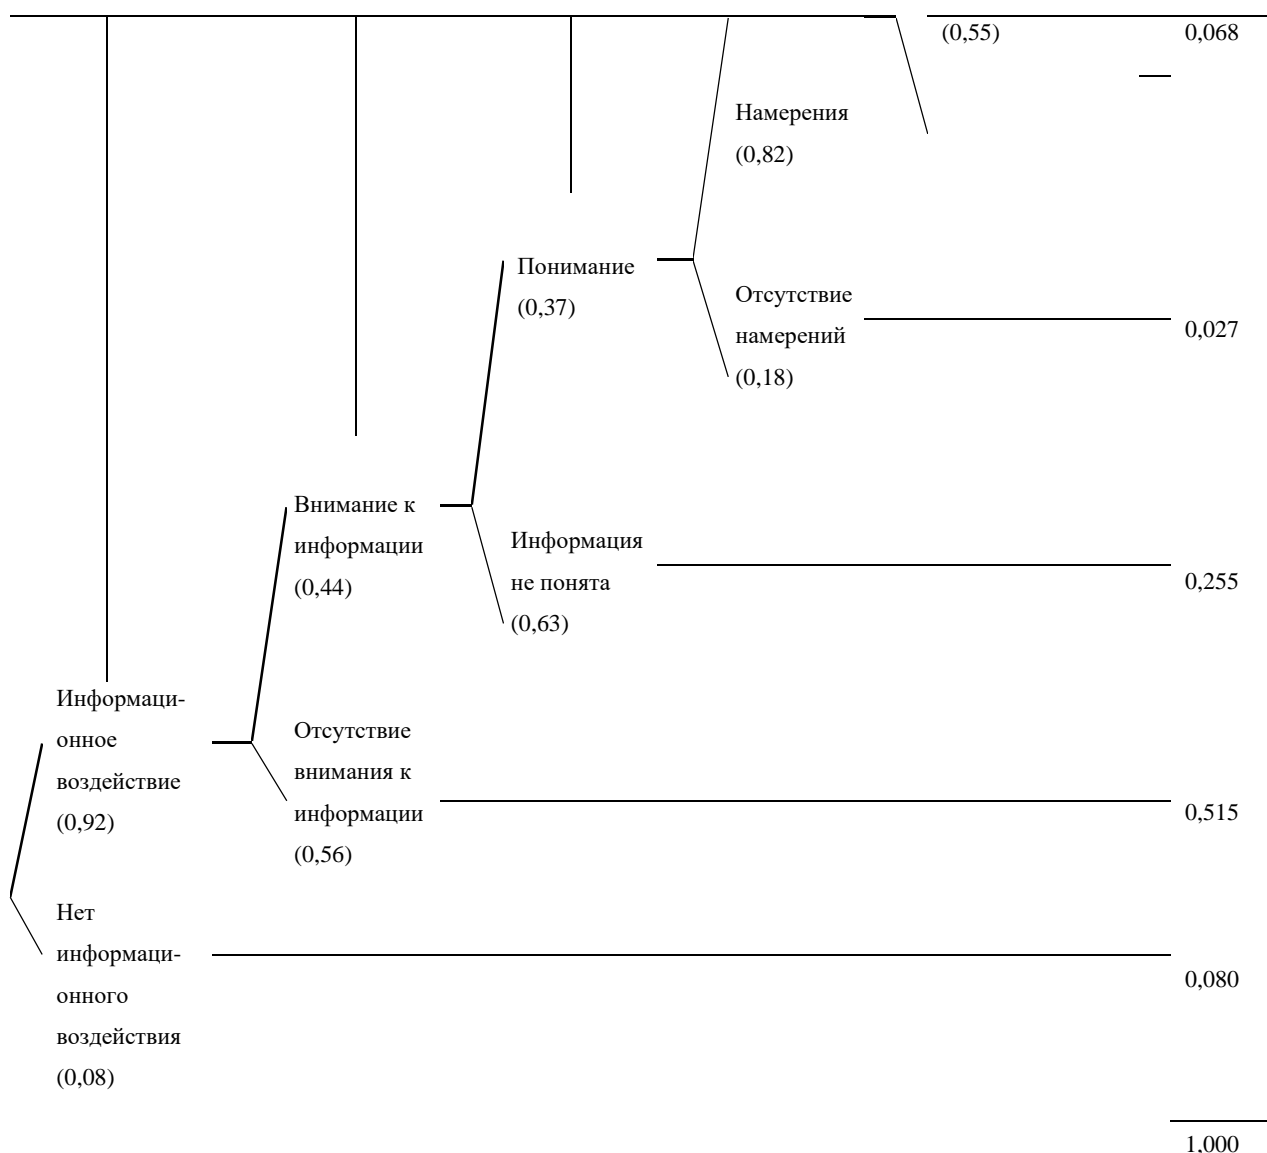 (0,55)
0,068
Намерения
(0,82)
Понимание
(0,37)
Отсутствие
намерений
(0,18)
0,027
Внимание к
информации
(0,44)
Информация
не понята
(0,63)
0,255
Информаци-
онное
воздействие
(0,92)
Отсутствие
внимания к
информации
(0,56)
0,515
Нет
информаци-
онного
воздействия
(0,08)
0,080
1,000